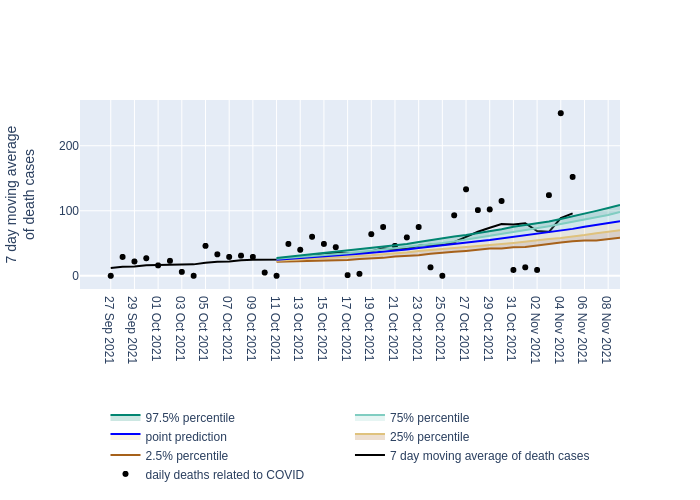 7 day moving average
of death cases
200
100
0
27 Sep 2021
29 Sep 2021
01 Oct 2021
03 Oct 2021
05 Oct 2021
07 Oct 2021
09 Oct 2021
11 Oct 2021
13 Oct 2021
15 Oct 2021
17 Oct 2021
19 Oct 2021
21 Oct 2021
23 Oct 2021
25 Oct 2021
27 Oct 2021
29 Oct 2021
31 Oct 2021
02 Nov 2021
04 Nov 2021
06 Nov 2021
08 Nov 2021
97.5% percentile
75% percentile
point prediction
25% percentile
2.5% percentile
7 day moving average of death cases
daily deaths related to COVID